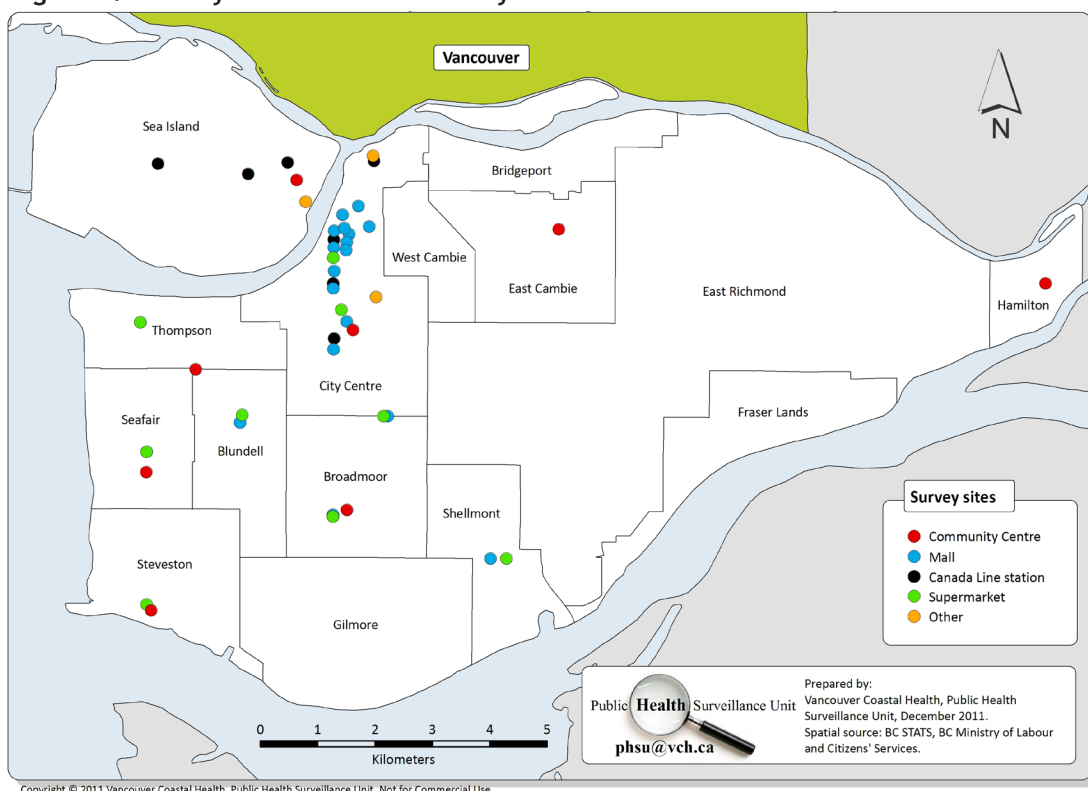 Vancouver
Sea Island
N
Bridgeport
West Cambie
East Cambie
East Richmond
Hamilton
Thompson
City Centre
Seafair
Fraser Lands
Blundell
Broadmoor
Shellmont
Steveston
Gilmore
Survey sites
Community Centre
Mall
Canada Line station
Supermarket
Other
0 1 2 3 4 5
Kilometers
Public Health Surveillance Unit
phsu@vch.ca
Prepared by:
Vancouver Coastal Health, Public Health
Surveillance Unit, December 2011.
Spatial source: BC STATS, BC Ministry of Labour
and Citizens' Services.
Copyright © 2011 Vancouver Coastal Health, Public Health Surveillance Unit. Not for Commercial Use